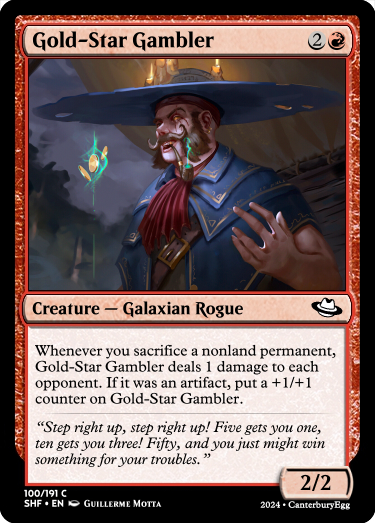 Gold-Star Gambler 2
Creature — Galaxian Rogue
Whenever you sacrifice a nonland permanent,
Gold-Star Gambler deals 1 damage to each
opponent. If it was an artifact, put a +1/+1
counter on Gold-Star Gambler.
“Step right up, step right up! Five gets you one,
ten gets you three! Fifty, and you just might win
something for your troubles.”
2/2
100/191 C
SHF • EN Guillerme Motta
2024 • CanterburyEgg